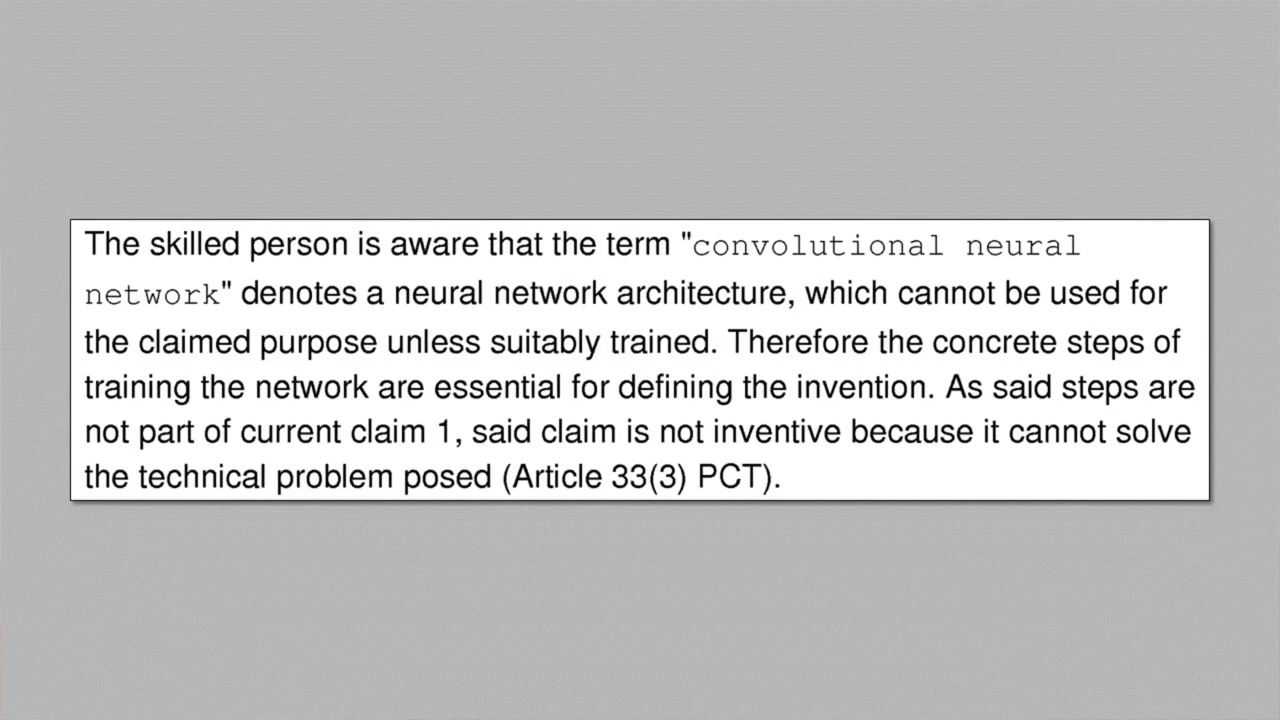 The skilled person is aware that the term "convolutional neural
network" denotes a neural network architecture, which cannot be used for
the claimed purpose unless suitably trained. Therefore the concrete steps of
training the network are essential for defining the invention. As said steps are
not part of current claim 1, said claim is not inventive because it cannot solve
the technical problem posed (Article 33(3) PCT).